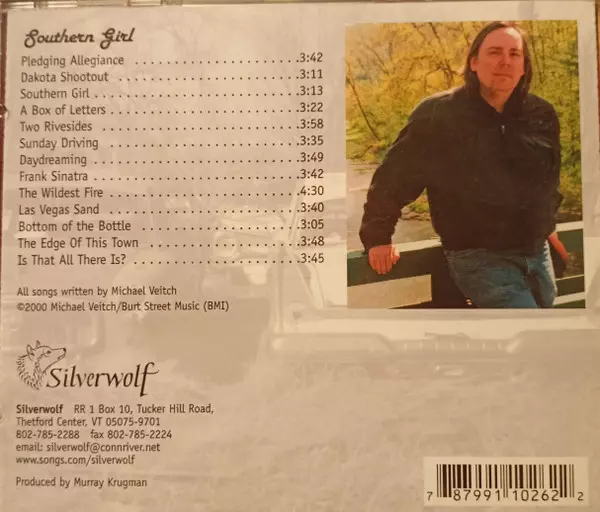 Southern Girl
Pledging Allegiance . . . . . . . . . . . . . . . . . . . . . .3:42
Dakota Shootout . . . . . . . . . . . . . . . . . . . . . . . .3:11
Southern Girl . . . . . . . . . . . . . . . . . . . . . . . . . .3:13
A Box of Letters . . . . . . . . . . . . . . . . . . . . . . . .3:22
Two Rivesides . . . . . . . . . . . . . . . . . . . . . . . . . .3:58
Sunday Driving . . . . . . . . . . . . . . . . . . . . . . . . .3:35
Daydreaming . . . . . . . . . . . . . . . . . . . . . . . . . . .3:49
Frank Sinatra . . . . . . . . . . . . . . . . . . . . . . . . . .3:42
The Wildest Fire . . . . . . . . . . . . . . . . . . . . . . . .4:30
Las Vegas Sand . . . . . . . . . . . . . . . . . . . . . . . . .3:40
Bottom of the Bottle . . . . . . . . . . . . . . . . . . . . .3:05
The Edge Of This Town . . . . . . . . . . . . . . . . . . . .3:48
Is That All There Is? . . . . . . . . . . . . . . . . . . . . .3:45
All songs written by Michael Veitch
©2000 Michael Veitch/Burt Street Music (BMI)
Silverwolf
Silverwolf RR 1 Box 10, Tucker Hill Road,
Thetford Center, VT 05075-9701
802-785-2288 fax 802-785-2224
email: silverwolf@connriver.net
www.songs.com/silverwolf
Produced by Murray Krugman
7 87991 10262 2